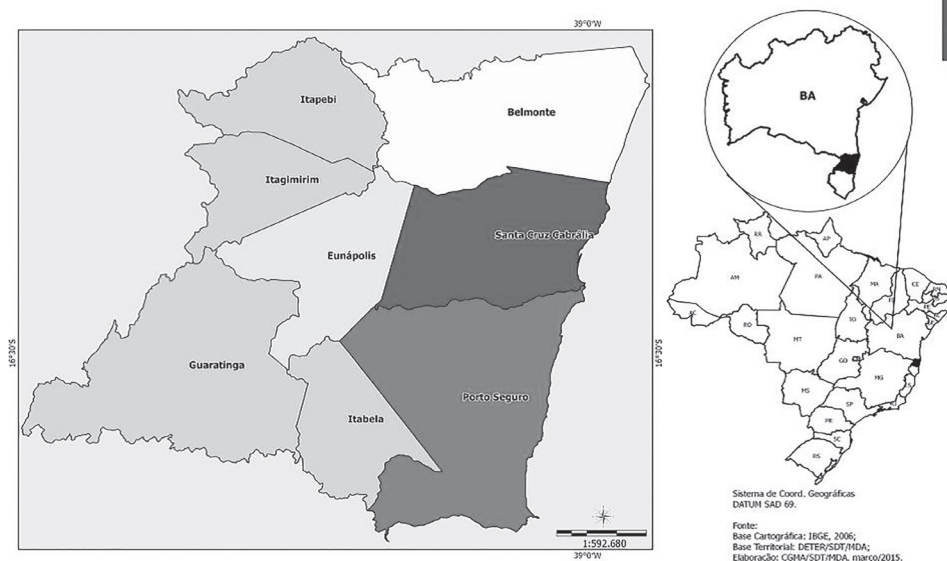 39°0'W
16°30'S
Itapebi
Belmonte
Itagimirim
Santa Cruz Cabrália
Eunápolis
Guaratinga
Porto Seguro
Itabela
16°30'S
1:592.680
39°0'W
BA
RR
AP
AM
PA
MA
CE
AC
RO
TO
BA
MT
GO
MG
MS
SP
PR
SC
RS
Sistema de Coord. Geográficas
DATUM SAD 69.
Fonte:
Base Cartográfica: IBGE, 2006;
Base Territorial: DETER/SDT/MDA;
Elaboração: CGMA/SDT/MDA, março/2015.